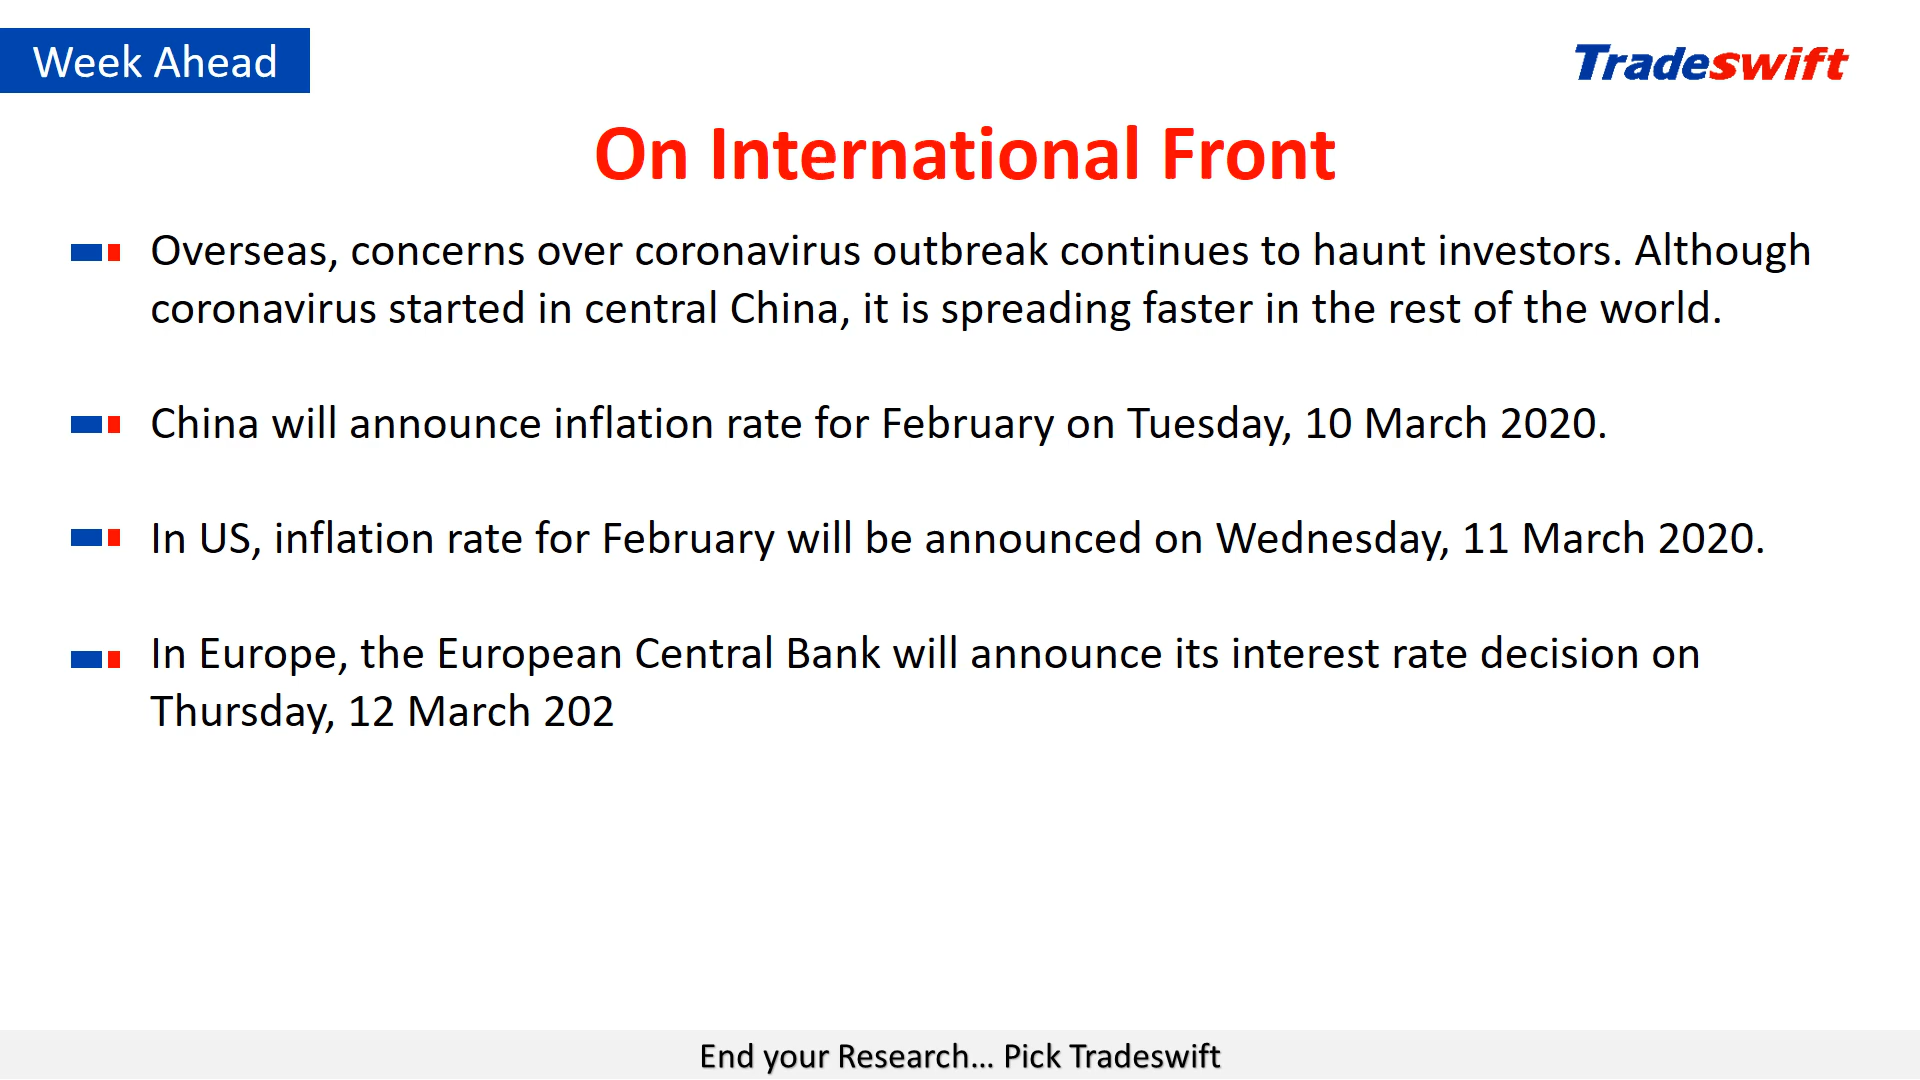 Week Ahead
Tradeswift
On International Front
Overseas, concerns over coronavirus outbreak continues to haunt investors. Although
coronavirus started in central China, it is spreading faster in the rest of the world.
China will announce inflation rate for February on Tuesday, 10 March 2020.
In US, inflation rate for February will be announced on Wednesday, 11 March 2020.
In Europe, the European Central Bank will announce its interest rate decision on
Thursday, 12 March 202
End your Research... Pick Tradeswift